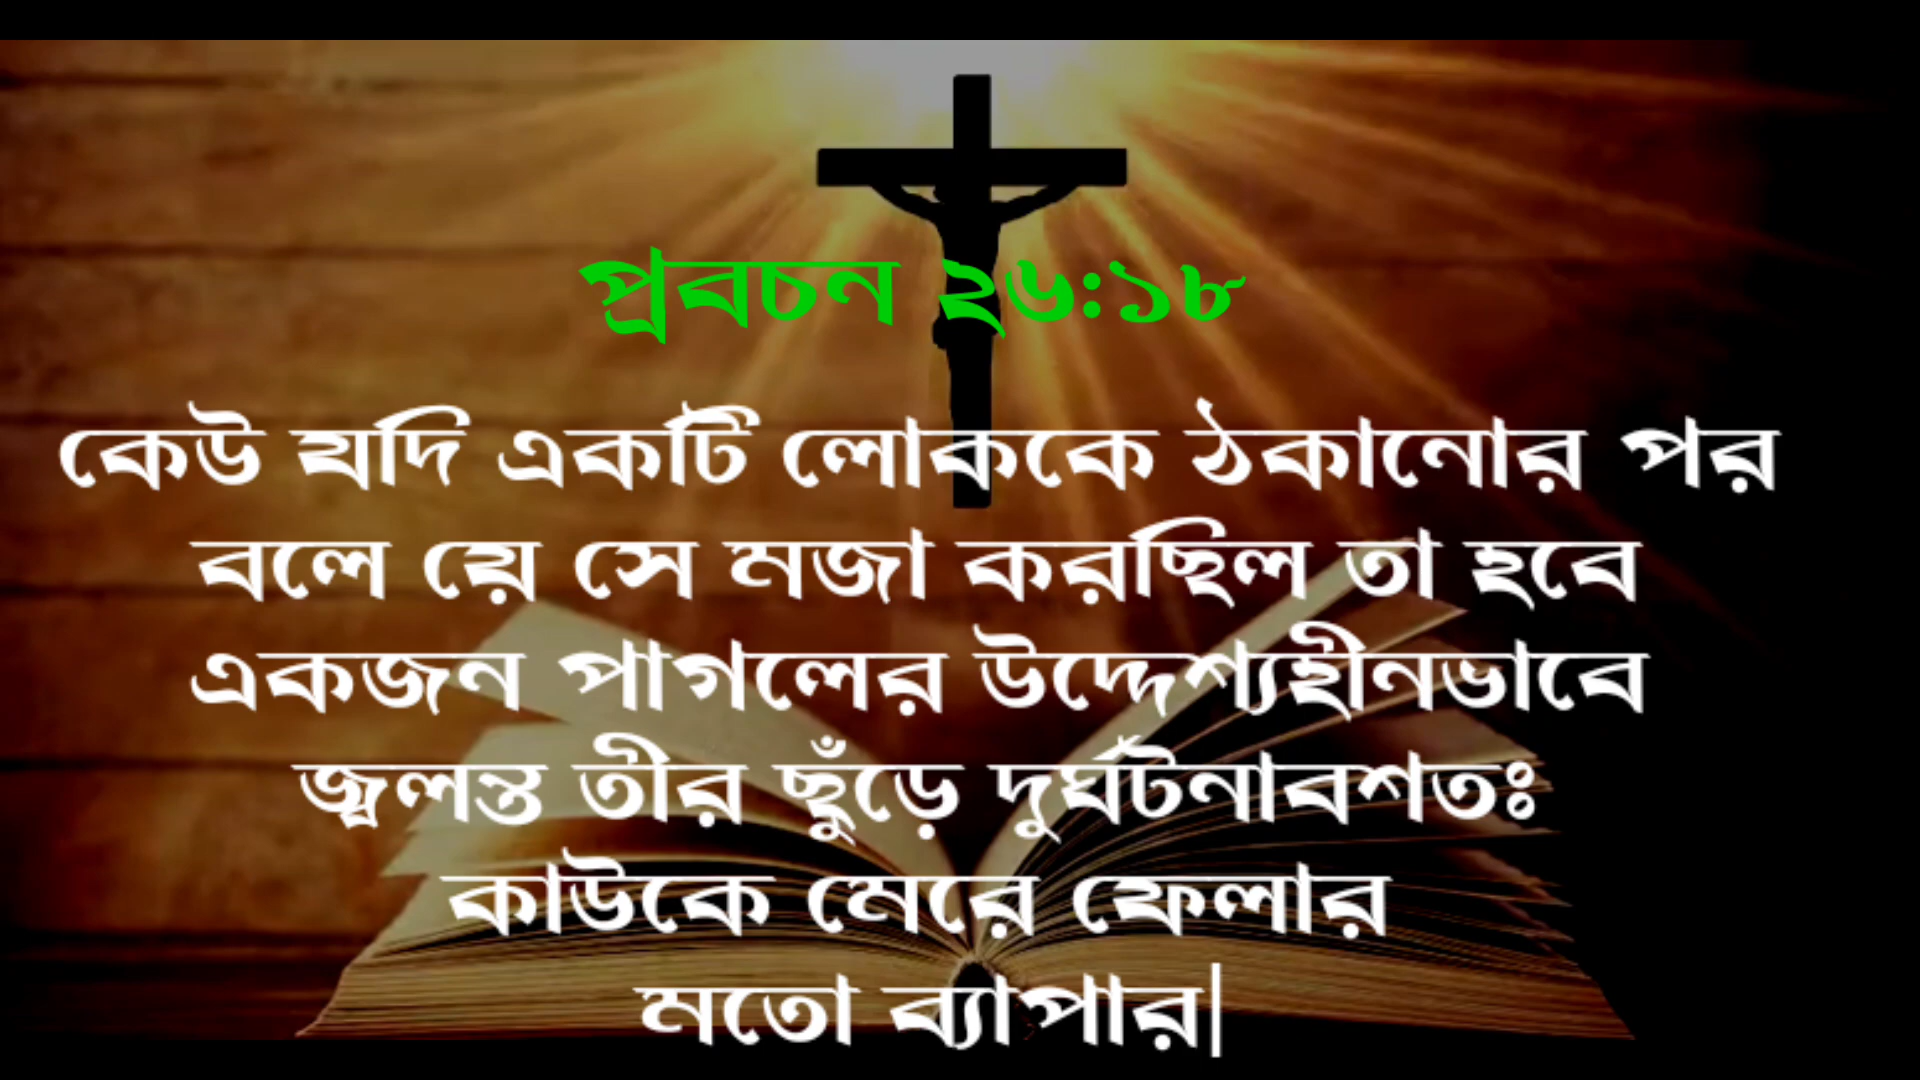 প্রবচন ২৬:১৮
কেউ যদি একটি লোককে ঠকানোর পর
বলে য়ে সে মজা করছিল তা হবে
একজন পাগলের উদ্দেশ্যহীনভাবে
জ্বলন্ত তীর ছুঁড়ে দুর্ঘটনাবশতঃ
কাউকে মেরে ফেলার
মতো ব্যাপার|